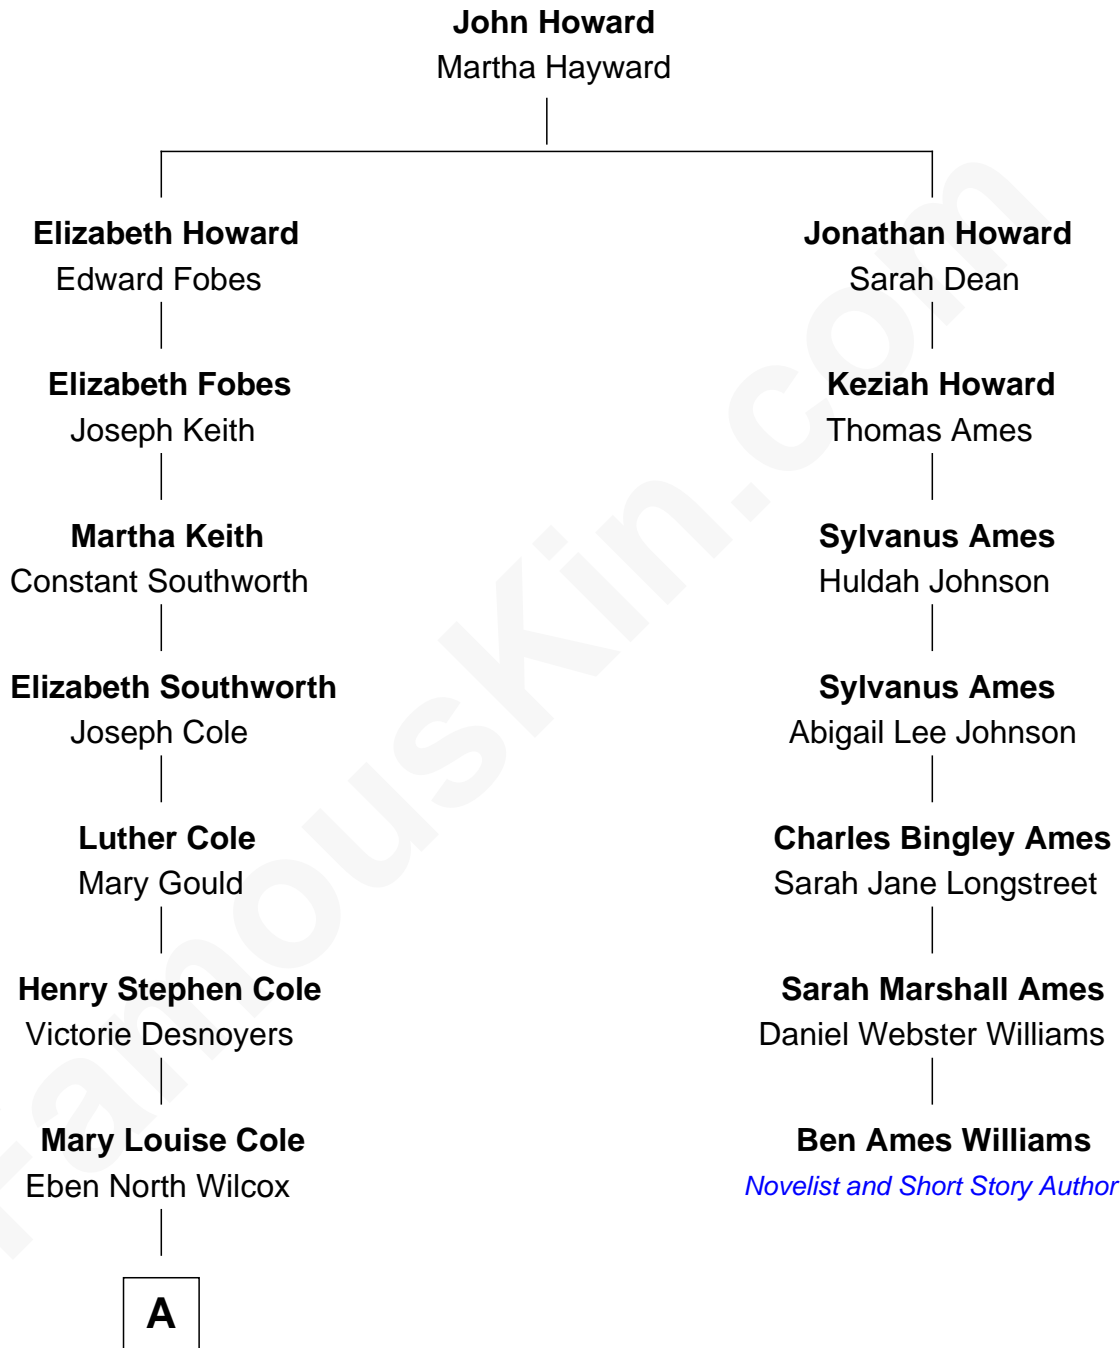 John Howard
Martha Hayward
Elizabeth Howard
Edward Fobes
Jonathan Howard
Sarah Dean
Elizabeth Fobes
Joseph Keith
Keziah Howard
Thomas Ames
Martha Keith
Constant Southworth
Sylvanus Ames
Huldah Johnson
Elizabeth Southworth
Joseph Cole
Sylvanus Ames
Abigail Lee Johnson
Luther Cole
Mary Gould
Charles Bingley Ames
Sarah Jane Longstreet
Henry Stephen Cole
Victorie Desnoyers
Sarah Marshall Ames
Daniel Webster Williams
Mary Louise Cole
Eben North Wilcox
Ben Ames Williams
Novelist and Short Story Author
A
FamousKin.com